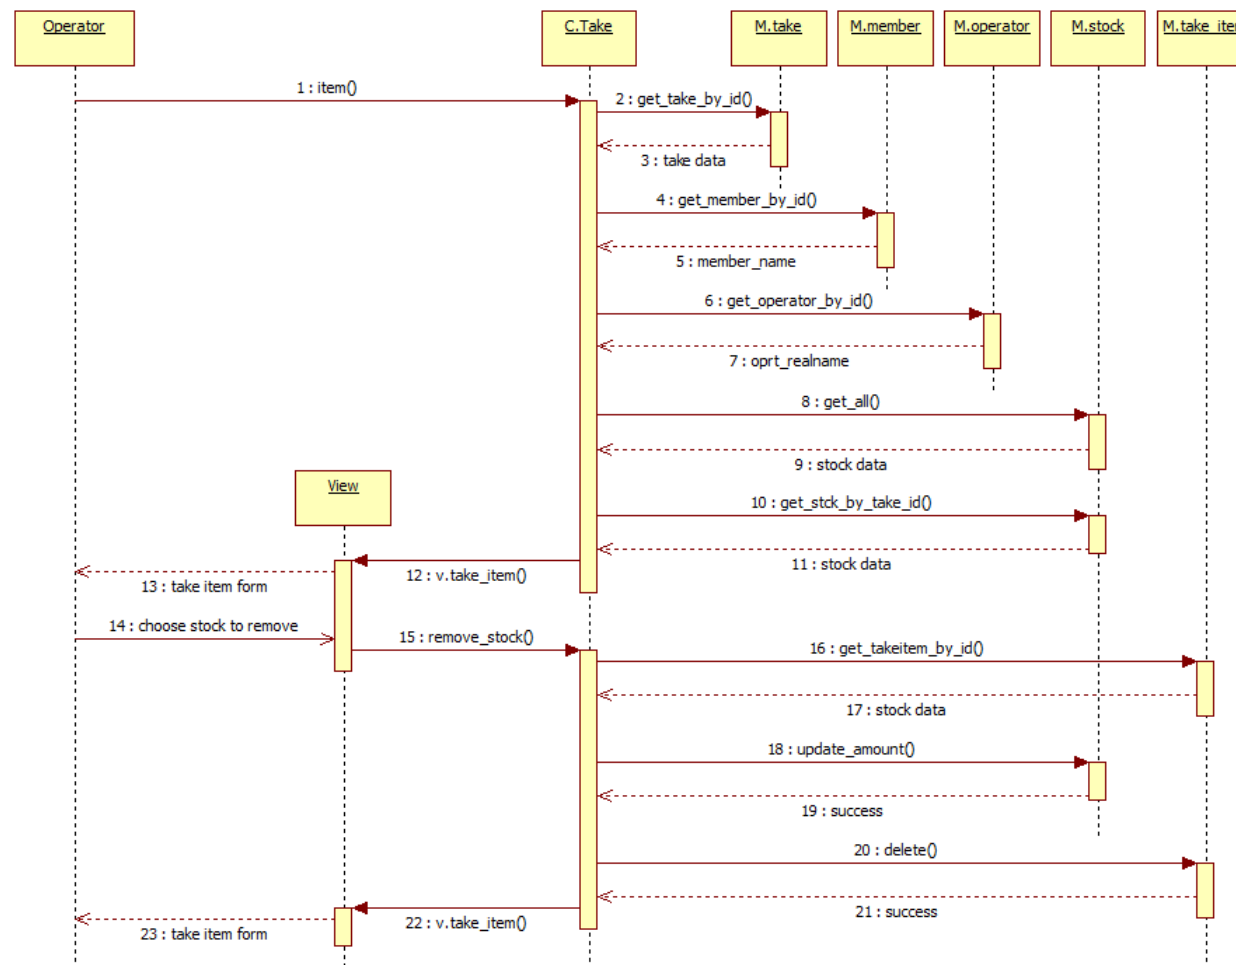 Operator
C.Take
M.take
M.member
M.operator
M.stock
M.take_iter
1 : item()
2 : get_take_by_id()
3 : take data
4 : get_member_by_id()
5 : member_name
6 : get_operator_by_id()
7 : oprt_realname
8 : get_all()
9 : stock data
View
10 : get_stck_by_take_id()
11 : stock data
12 : v.take_item()
13 : take item form
14 : choose stock to remove
15 : remove_stock()
16 : get_takeitem_by_id()
17 : stock data
18 : update_amount()
19 : success
20 : delete()
21 : success
22 : v.take_item()
23 : take item form